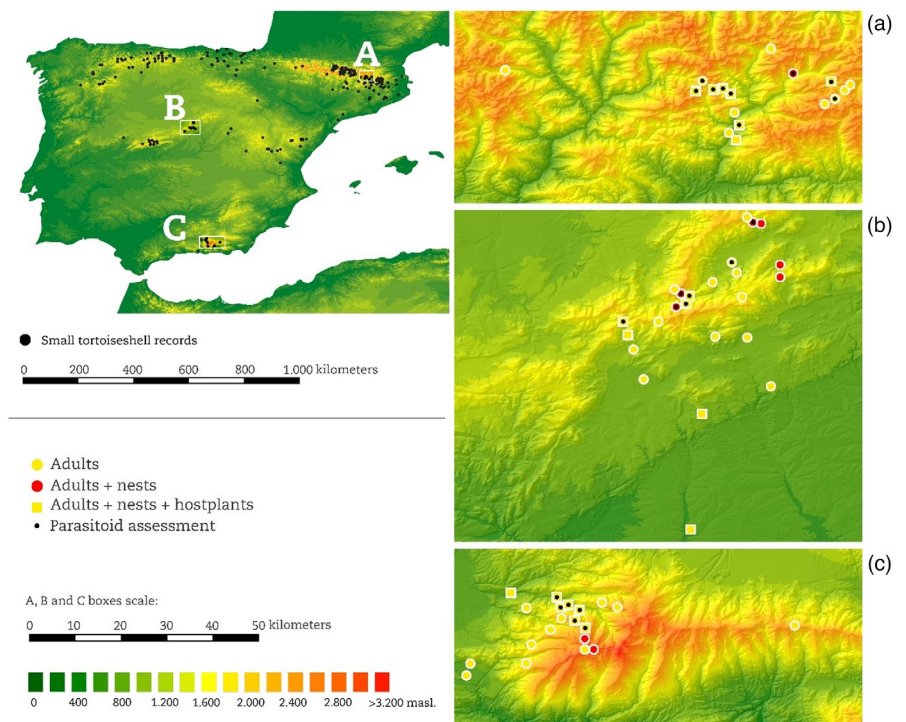 A
B
C
Small tortoiseshell records
0 200 400 600 800 1.000 kilometers
Adults
Adults + nests
Adults + nests + hostplants
Parasitoid assessment
A, B and C boxes scale:
0 10 20 30 40 50 kilometers
0 400 800 1.200 1.600 2.000 2.400 2.800 >3.200 masl.
(a)
(b)
(c)